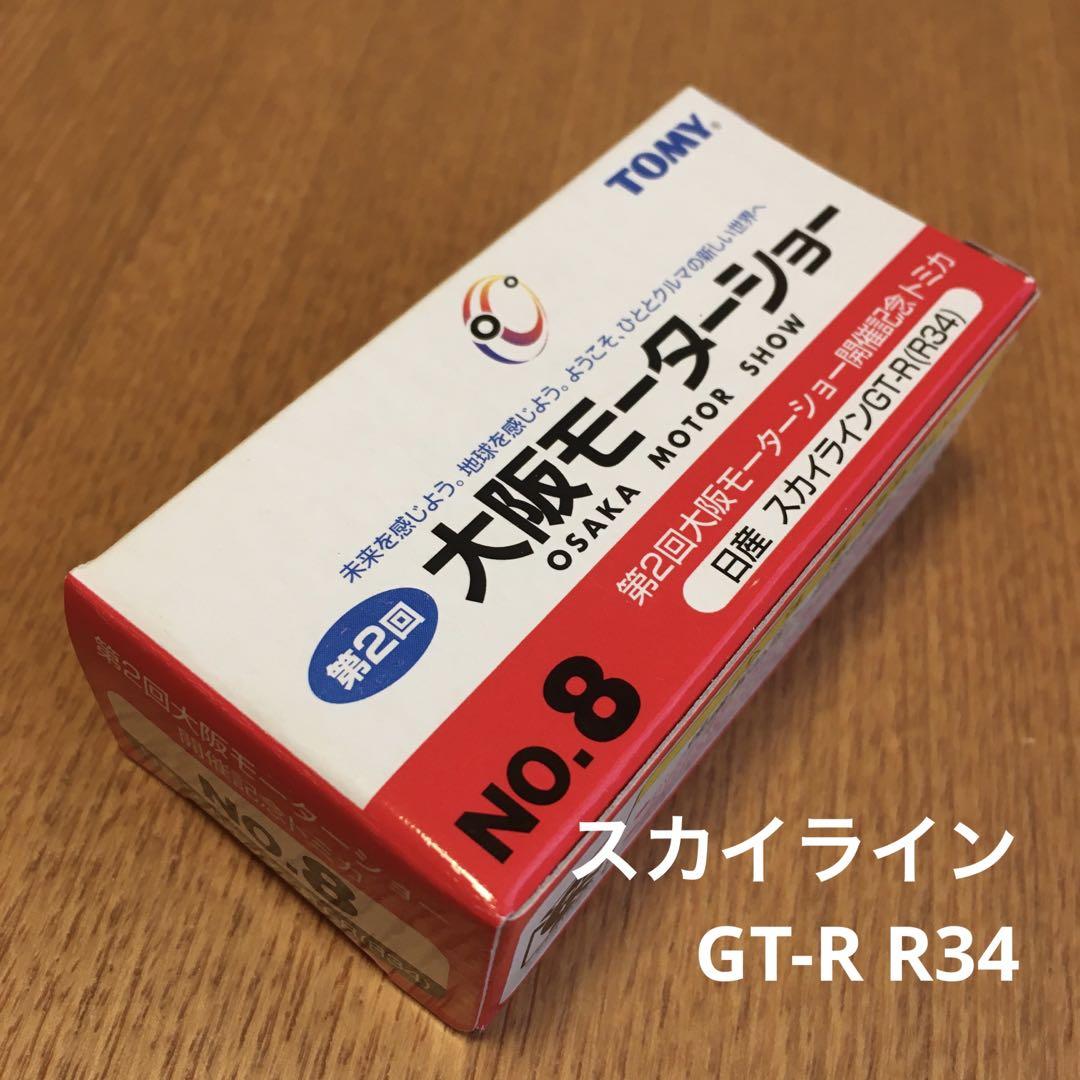 TOMY®
未来を感じよう。地球を感じよう。ようこそ、ひととクルマの新しい世界へ
第2回
大阪モーターショー
OSAKA MOTOR SHOW
第2回大阪モーターショー開催記念トミカ
日産 スカイラインGT-R(R34)
NO.8
第2回大阪モーターショー
開催記念トミカ
NO.8
スカイライン
GT-R R34